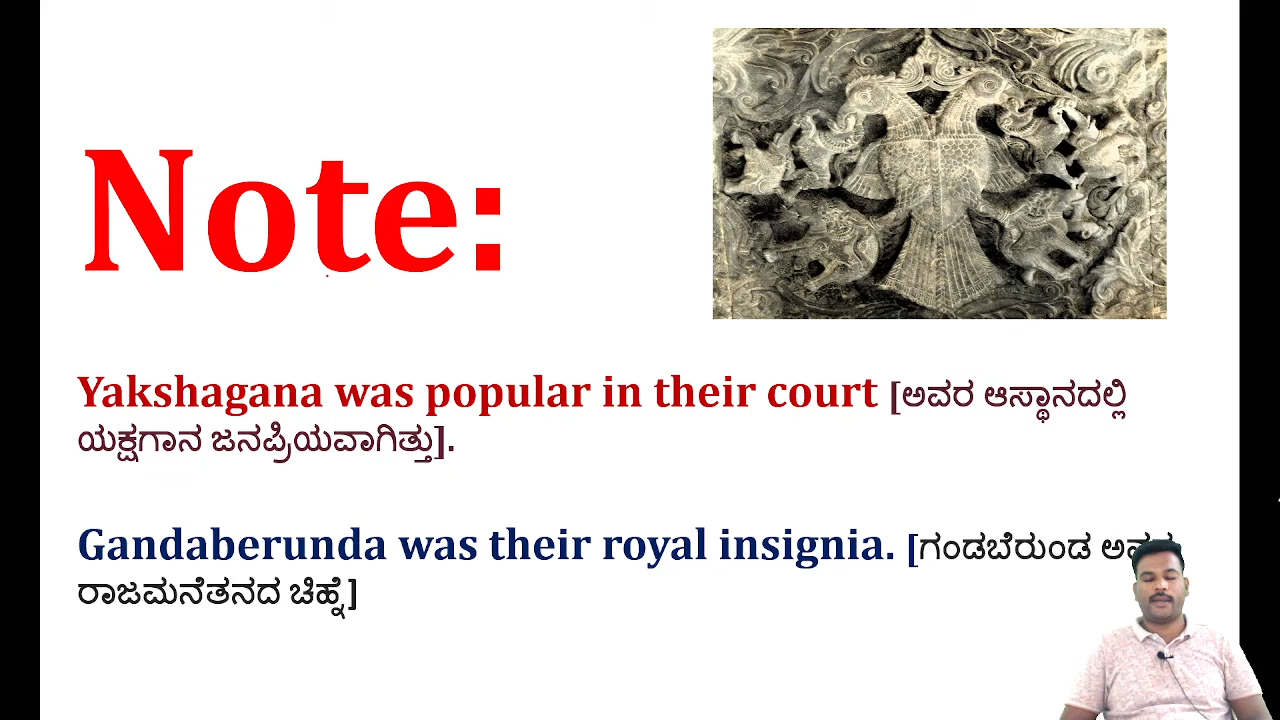 Note:
Yakshagana was popular in their court [ಅವರ ಆಸ್ಥಾನದಲ್ಲಿ
ಯಕ್ಷಗಾನ ಜನಪ್ರಿಯವಾಗಿತ್ತು].
Gandaberunda was their royal insignia. [ಗಂಡಬೆರುಂಡ
ರಾಜಮನೆತನದ ಚಿಹ್ನೆ]